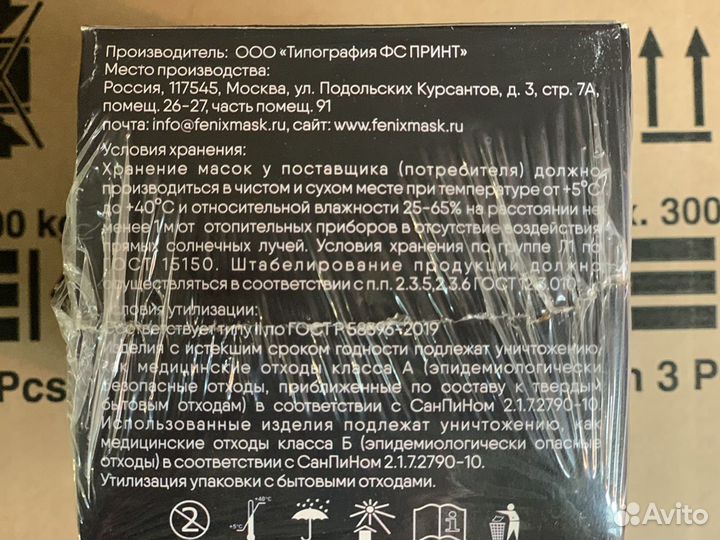 Производитель: ООО «Типография ФС ПРИНТ»
Место производства:
Россия, 117545, Москва, ул. Подольских Курсантов, д. 3, стр. 7А,
помещ. 26-27, часть помещ. 91
почта: info@fenixmask.ru, сайт: www.fenixmask.ru
Условия хранения:
Хранение масок у поставщика (потребителя) должно
производиться в чистом и сухом месте при температуре от +5°С
до +40°С и относительной влажности 25-65% на расстоянии не
менее 1 м от отопительных приборов в отсутствие воздействия
прямых солнечных лучей. Условия хранения по группе Л1 по
ГОСТ 15150. Штабелирование продукции должно
осуществляться в соответствии с п.п. 2.3.5, 2.3.6 ГОСТ 12.3.010.
Условия утилизации:
Соответствует типу II по ГОСТ Р 58396-2019
Изделия с истекшим сроком годности подлежат уничтожению,
как медицинские отходы класса А (эпидемиологически
безопасные отходы, приближенные по составу к твердым
бытовым отходам) в соответствии с СанПиНом 2.1.7.2790-10.
Использованные изделия подлежат уничтожению, как
медицинские отходы класса Б (эпидемиологически опасные
отходы) в соответствии с СанПиНом 2.1.7.2790-10.
Утилизация упаковки с бытовыми отходами.
2 +5°C +40°C i
00 kg
x. 300
Pcs.
n 3 P
Avito